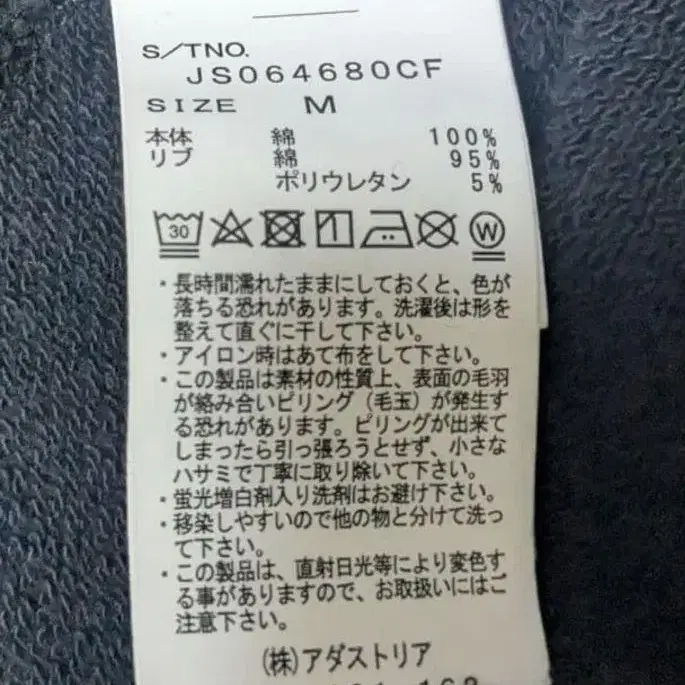 S/TNO.
JS064680CF
SIZE M
本体 綿 100%
リブ 綿 95%
ポリウレタン 5%
30 W
・長時間濡れたままにしておくと、色が
落ちる恐れがあります。洗濯後は形を
整えて直ぐに干して下さい。
・アイロン時はあて布をして下さい。
・この製品は素材の性質上、表面の毛羽
が絡み合いピリング（毛玉）が発生す
る恐れがあります。ピリングが出来て
しまったら引っ張ろうとせず、小さな
ハサミで丁寧に取り除いて下さい。
・蛍光増白剤入り洗剤はお避け下さい。
・移染しやすいので他の物と分けて洗っ
て下さい。
・この製品は、直射日光等により変色す
る事がありますので、お取扱いにはご
注意下さい。
(株)アダストリア